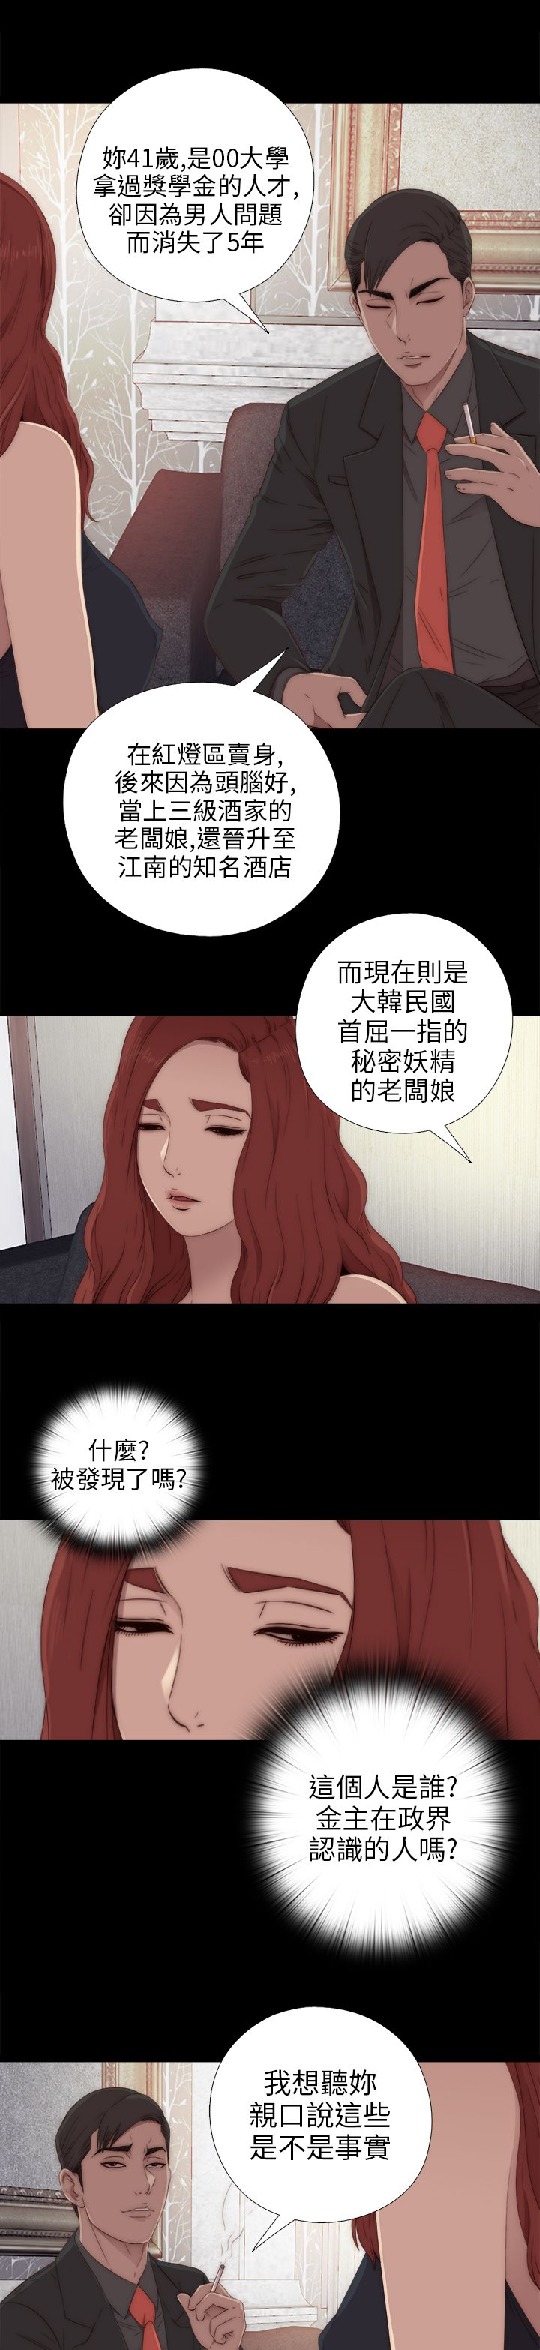 妳41歲,是00大學
拿過獎學金的人才,
卻因為男人問題
而消失了5年
在紅燈區賣身,
後來因為頭腦好,
當上三級酒家的
老闆娘,還晉升至
江南的知名酒店
而現在則是
大韓民國
首屈一指的
秘密妖精
的老闆娘
什麼?
被發現了嗎?
這個人是誰?
金主在政界
認識的人嗎?
我想聽妳
親口說這些
是不是事實